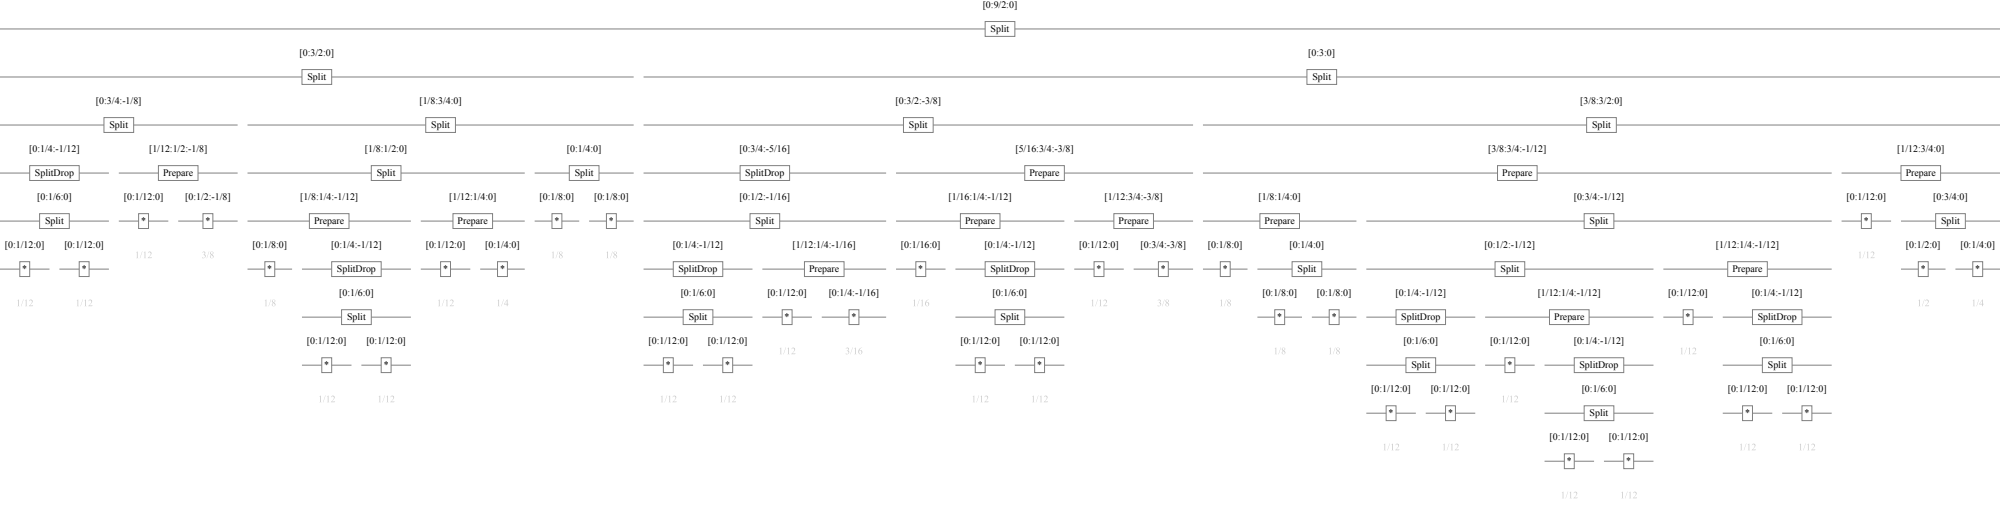 [0:9/2:0]
Split
[0:3/2:0] [0:3:0]
Split Split
[0:3/4:-1/8] [1/8:3/4:0] [0:3/2:-3/8] [3/8:3/2:0]
Split Split Split Split
[0:1/4:-1/12] [1/12:1/2:-1/8] [1/8:1/2:0] [0:1/4:0] [0:3/4:-5/16] [5/16:3/4:-3/8] [3/8:3/4:-1/12] [1/12:3/4:0]
SplitDrop Prepare Split Split SplitDrop Prepare Prepare Prepare
[0:1/6:0] [0:1/12:0] [0:1/2:-1/8] [1/8:1/4:-1/12] [1/12:1/4:0] [0:1/8:0] [0:1/8:0] [0:1/2:-1/16] [1/16:1/4:-1/12] [1/12:3/4:-3/8] [1/8:1/4:0] [0:3/4:-1/12] [0:1/12:0] [0:3/4:0]
Split * * Prepare Prepare * * Split Prepare Prepare Prepare Split * Split
[0:1/12:0] [0:1/12:0] 1/12 3/8 [0:1/8:0] [0:1/4:-1/12] [0:1/12:0] [0:1/4:0] 1/8 1/8 [0:1/4:-1/12] [1/12:1/4:-1/16] [0:1/16:0] [0:1/4:-1/12] [0:1/12:0] [0:3/4:-3/8] [0:1/8:0] [0:1/4:0] [0:1/2:-1/12] [1/12:1/4:-1/12] 1/12 [0:1/2:0] [0:1/4:0]
* * * SplitDrop * * SplitDrop Prepare * SplitDrop * * * Split Split Prepare * *
1/12 1/12 1/8 [0:1/6:0] 1/12 1/4 [0:1/6:0] [0:1/12:0] [0:1/4:-1/16] 1/16 [0:1/6:0] 1/12 3/8 1/8 [0:1/8:0] [0:1/8:0] [0:1/4:-1/12] [1/12:1/4:-1/12] [0:1/12:0] [0:1/4:-1/12] 1/2 1/4
Split Split * * Split * * SplitDrop Prepare * SplitDrop
[0:1/12:0] [0:1/12:0] [0:1/12:0] [0:1/12:0] 1/12 3/16 [0:1/12:0] [0:1/12:0] 1/8 1/8 [0:1/6:0] [0:1/12:0] [0:1/4:-1/12] 1/12 [0:1/6:0]
* * * * * * Split * SplitDrop Split
1/12 1/12 1/12 1/12 1/12 1/12 [0:1/12:0] [0:1/12:0] 1/12 [0:1/6:0] [0:1/12:0] [0:1/12:0]
* * Split * *
1/12 1/12 [0:1/12:0] [0:1/12:0] 1/12 1/12
* *
1/12 1/12